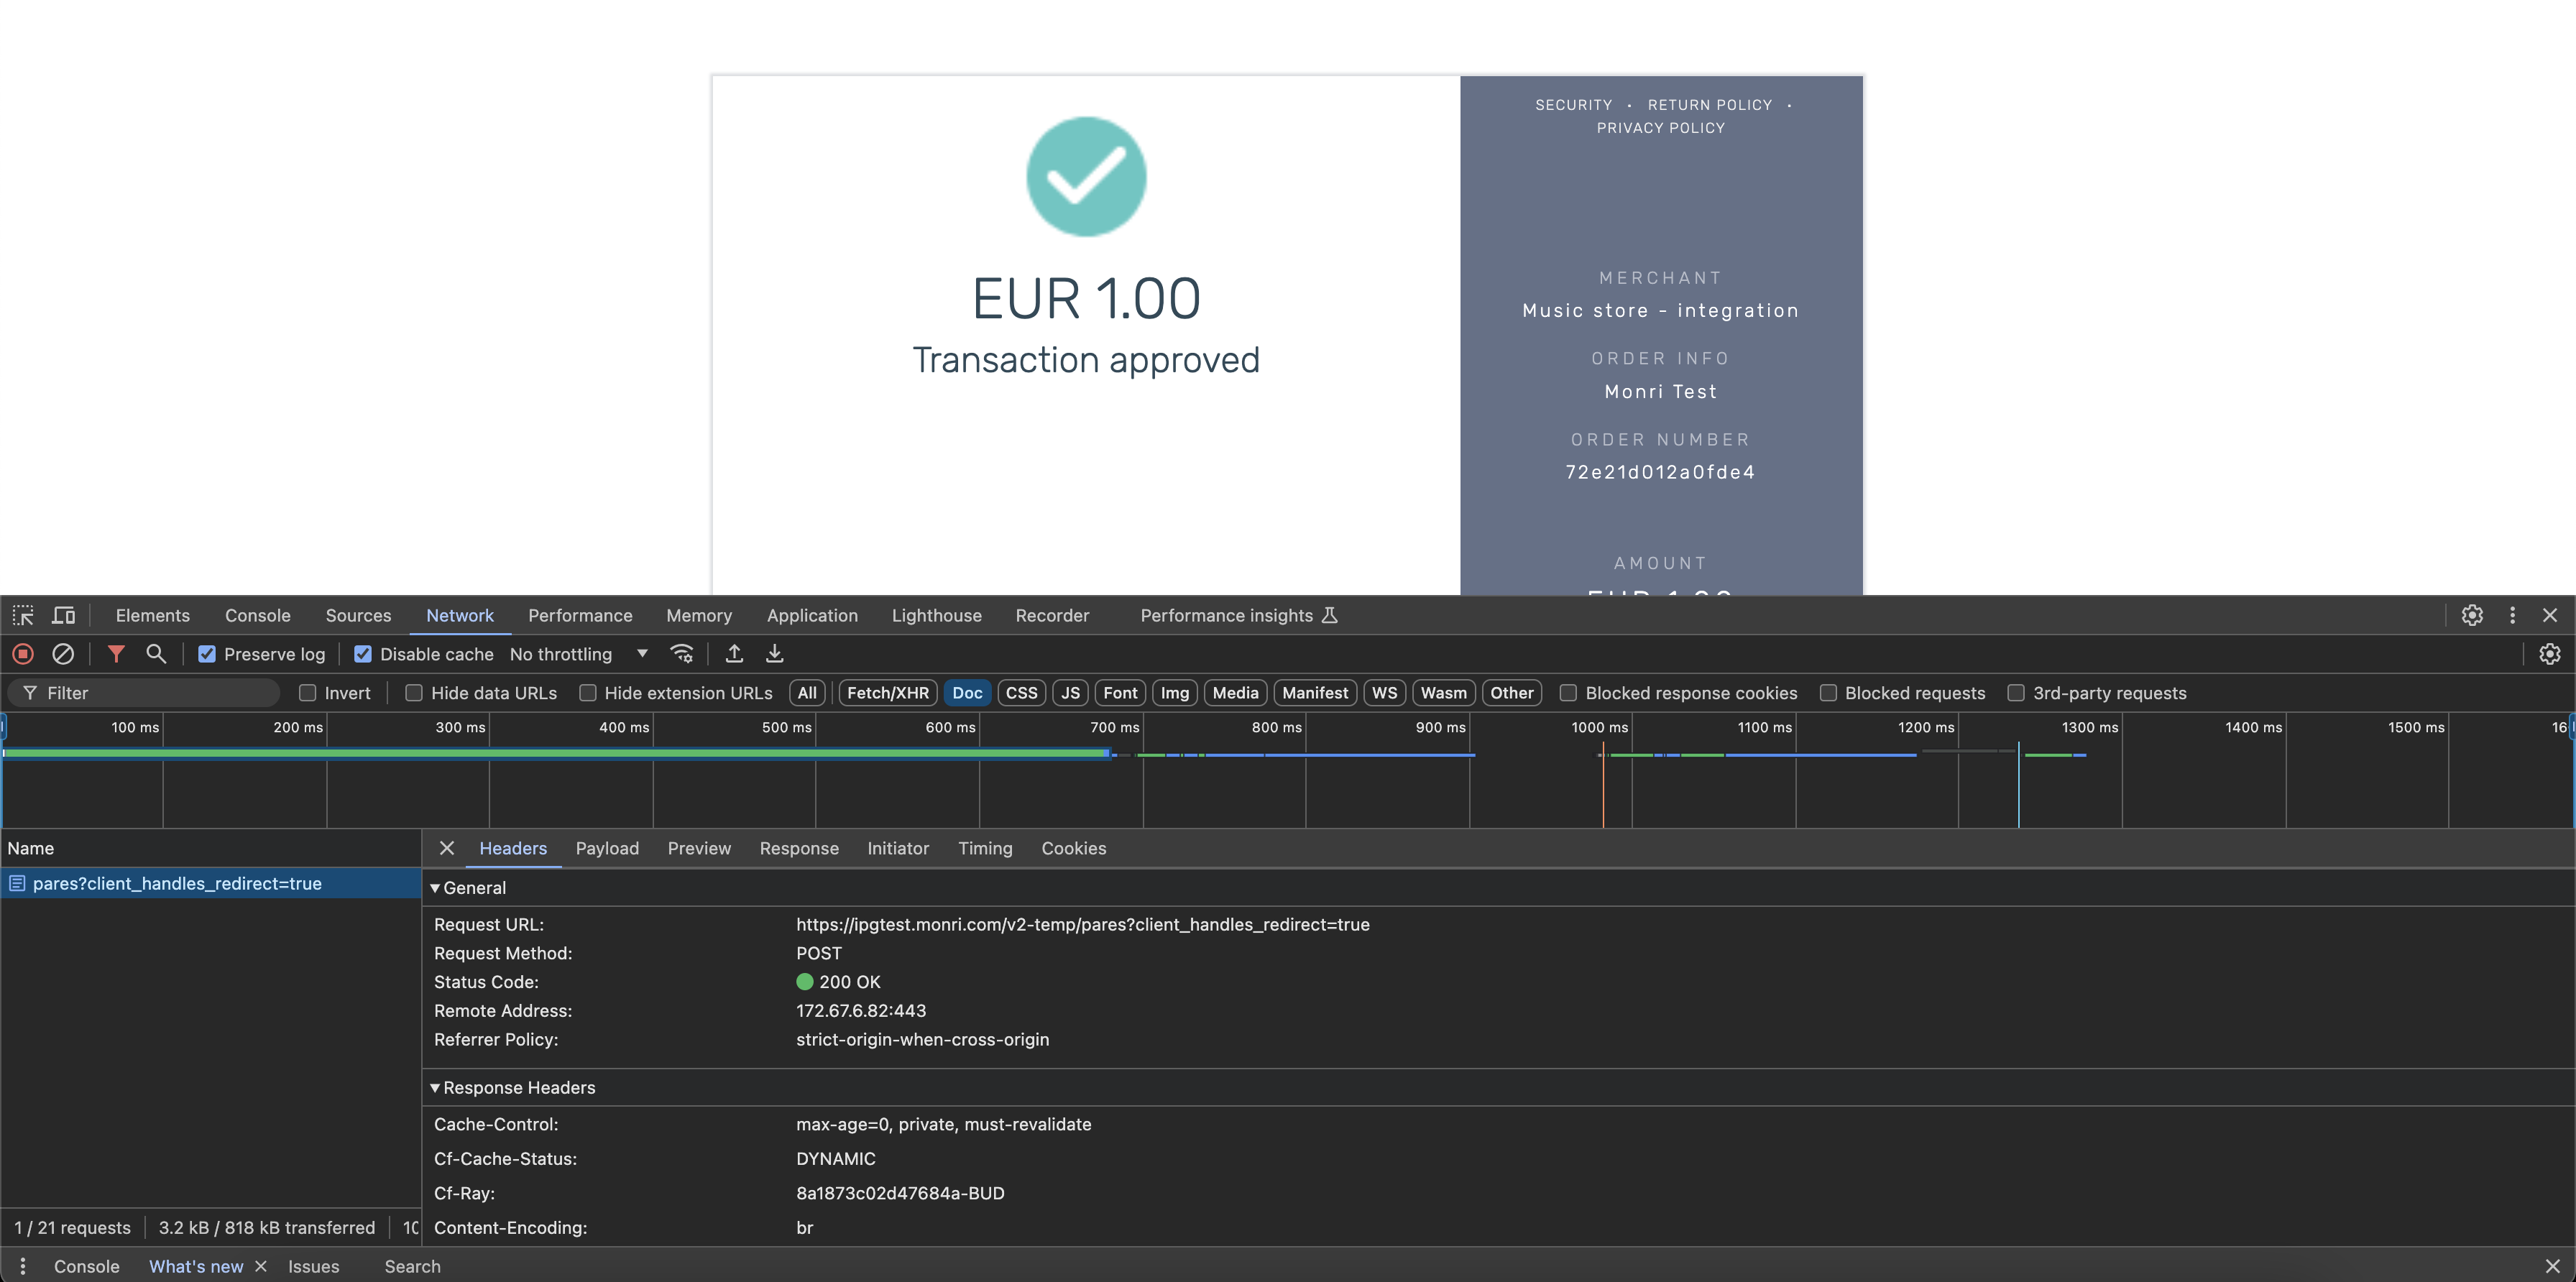 SECURITY • RETURN POLICY •
PRIVACY POLICY
EUR 1.00
Transaction approved
MERCHANT
Music store - integration
ORDER INFO
Monri Test
ORDER NUMBER
72e21d012a0fde4
AMOUNT
EUR 1.00
Elements Console Sources Network Performance Memory Application Lighthouse Recorder Performance insights
Preserve log Disable cache No throttling
Filter Invert Hide data URLs Hide extension URLs All Fetch/XHR Doc CSS JS Font Img Media Manifest WS Wasm Other Blocked response cookies Blocked requests 3rd-party requests
100 ms 200 ms 300 ms 400 ms 500 ms 600 ms 700 ms 800 ms 900 ms 1000 ms 1100 ms 1200 ms 1300 ms 1400 ms 1500 ms 16
Name
pares?client_handles_redirect=true
1 / 21 requests 3.2 kB / 818 kB transferred 10
Headers Payload Preview Response Initiator Timing Cookies
General
Request URL: https://ipgtest.monri.com/v2-temp/pares?client_handles_redirect=true
Request Method: POST
Status Code: 200 OK
Remote Address: 172.67.6.82:443
Referrer Policy: strict-origin-when-cross-origin
Response Headers
Cache-Control: max-age=0, private, must-revalidate
Cf-Cache-Status: DYNAMIC
Cf-Ray: 8a1873c02d47684a-BUD
Content-Encoding: br
Console What's new Issues Search